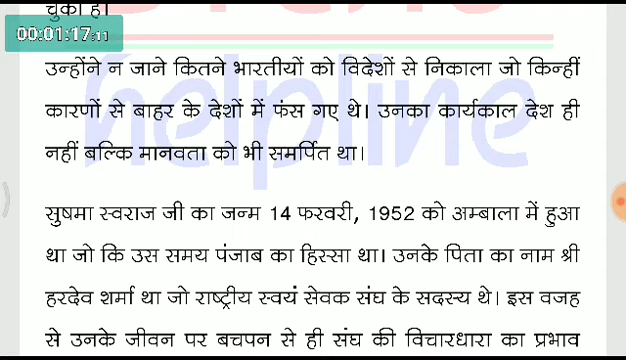 चुका है।
00:01:17:11
उन्होंने न जाने कितने भारतीयों को विदेशों से निकाला जो किन्हीं
कारणों से बाहर के देशों में फंस गए थे। उनका कार्यकाल देश ही
नहीं बल्कि मानवता को भी समर्पित था।
helpline
सुषमा स्वराज जी का जन्म 14 फरवरी, 1952 को अम्बाला में हुआ
था जो कि उस समय पंजाब का हिस्सा था। उनके पिता का नाम श्री
हरदेव शर्मा था जो राष्ट्रीय स्वयं सेवक संघ के सदस्य थे। इस वजह
से उनके जीवन पर बचपन से ही संघ की विचारधारा का प्रभाव